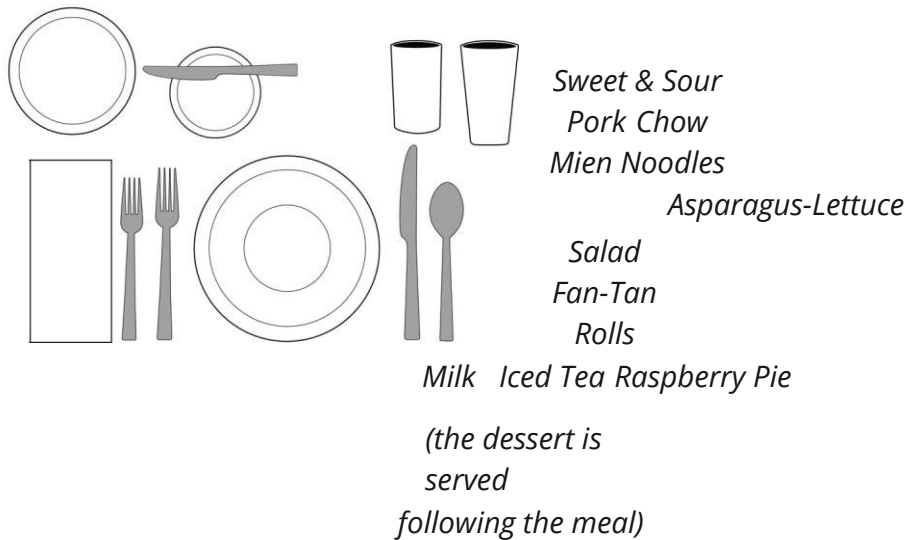 Sweet & Sour
Pork Chow
Mien Noodles
Asparagus-Lettuce
Salad
Fan-Tan
Rolls
Milk Iced Tea Raspberry Pie
(the dessert is
served
following the meal)